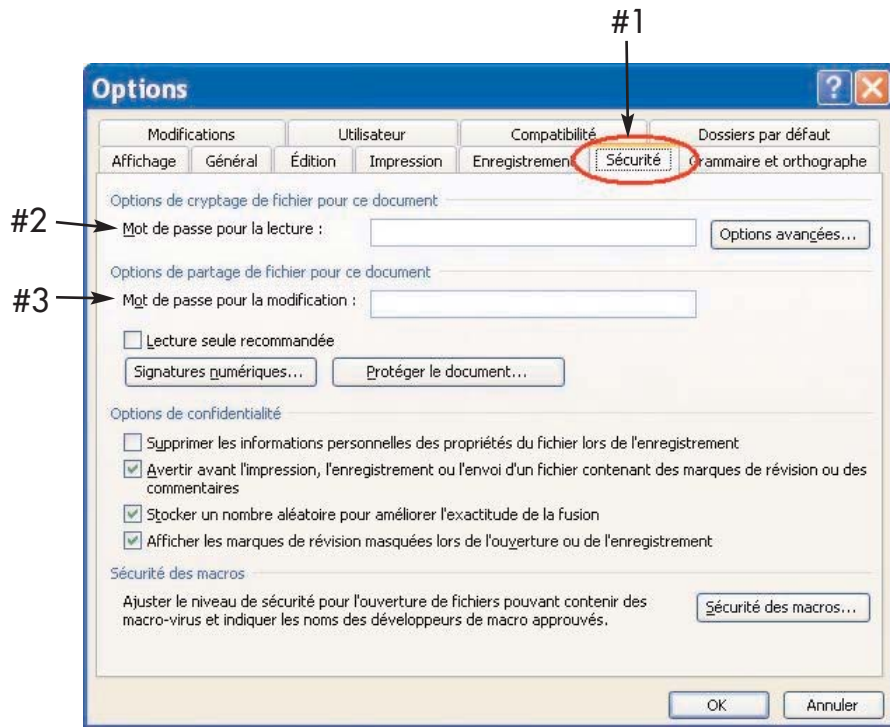 #1
Options
Modifications Utilisateur Compatibilité Dossiers par défaut
Affichage Général Édition Impression Enregistrement Sécurité Grammaire et orthographe
Options de cryptage de fichier pour ce document
#2 Mot de passe pour la lecture : Options avancées...
Options de partage de fichier pour ce document
#3 Mot de passe pour la modification :
Lecture seule recommandée
Signatures numériques... Protéger le document...
Options de confidentialité
Supprimer les informations personnelles des propriétés du fichier lors de l'enregistrement
Avertir avant l'impression, l'enregistrement ou l'envoi d'un fichier contenant des marques de révision ou des
commentaires
Stocker un nombre aléatoire pour améliorer l'exactitude de la fusion
Afficher les marques de révision masquées lors de l'ouverture ou de l'enregistrement
Sécurité des macros
Ajuster le niveau de sécurité pour l'ouverture de fichiers pouvant contenir des
macro-virus et indiquer les noms des développeurs de macro approuvés.
Sécurité des macros...
OK Annuler